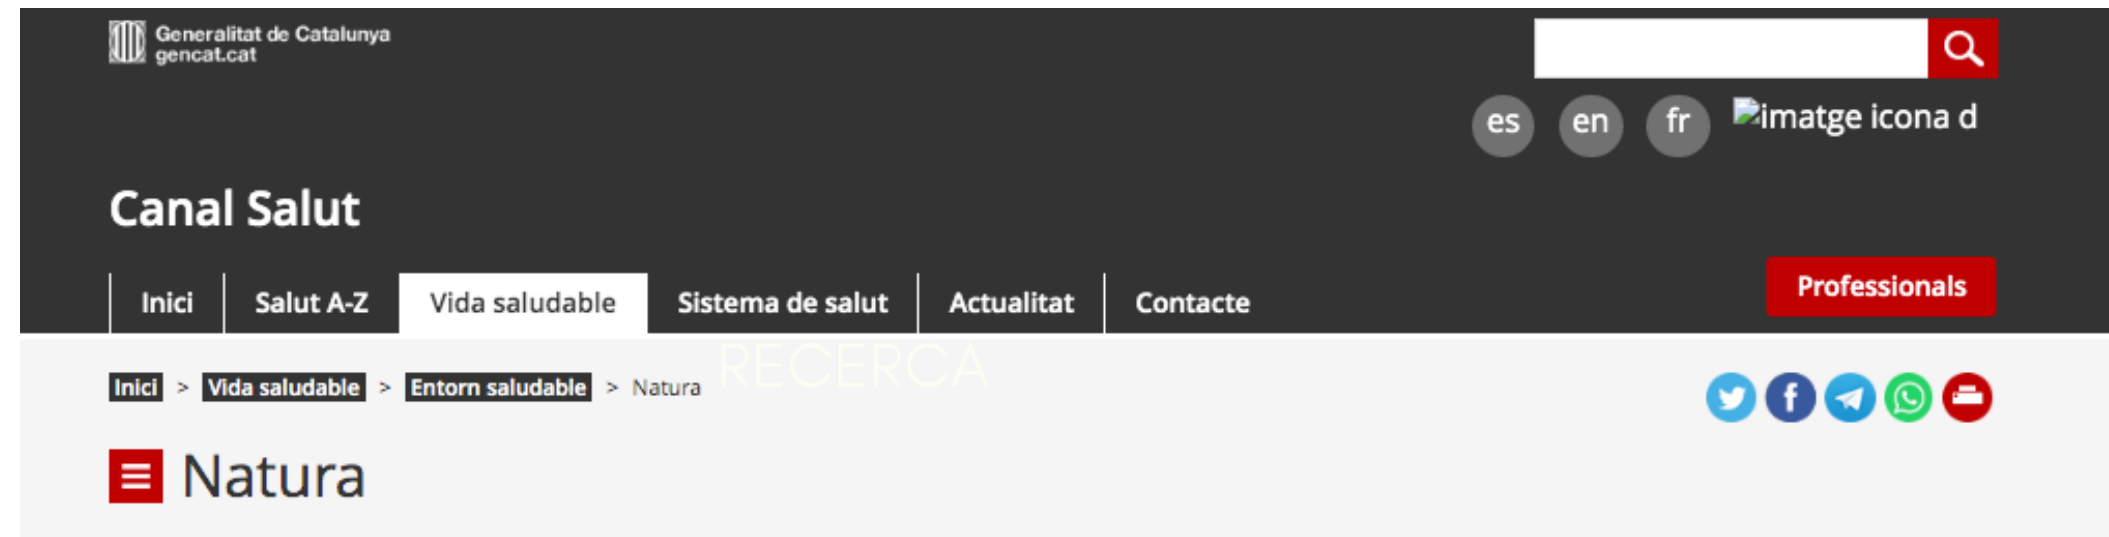 Generalitat de Catalunya
gencat.cat
es en fr imatge icona d
Canal Salut
Inici Salut A-Z Vida saludable Sistema de salut Actualitat Contacte Professionals
RECERCA
Inici > Vida saludable > Entorn saludable > Natura
Natura